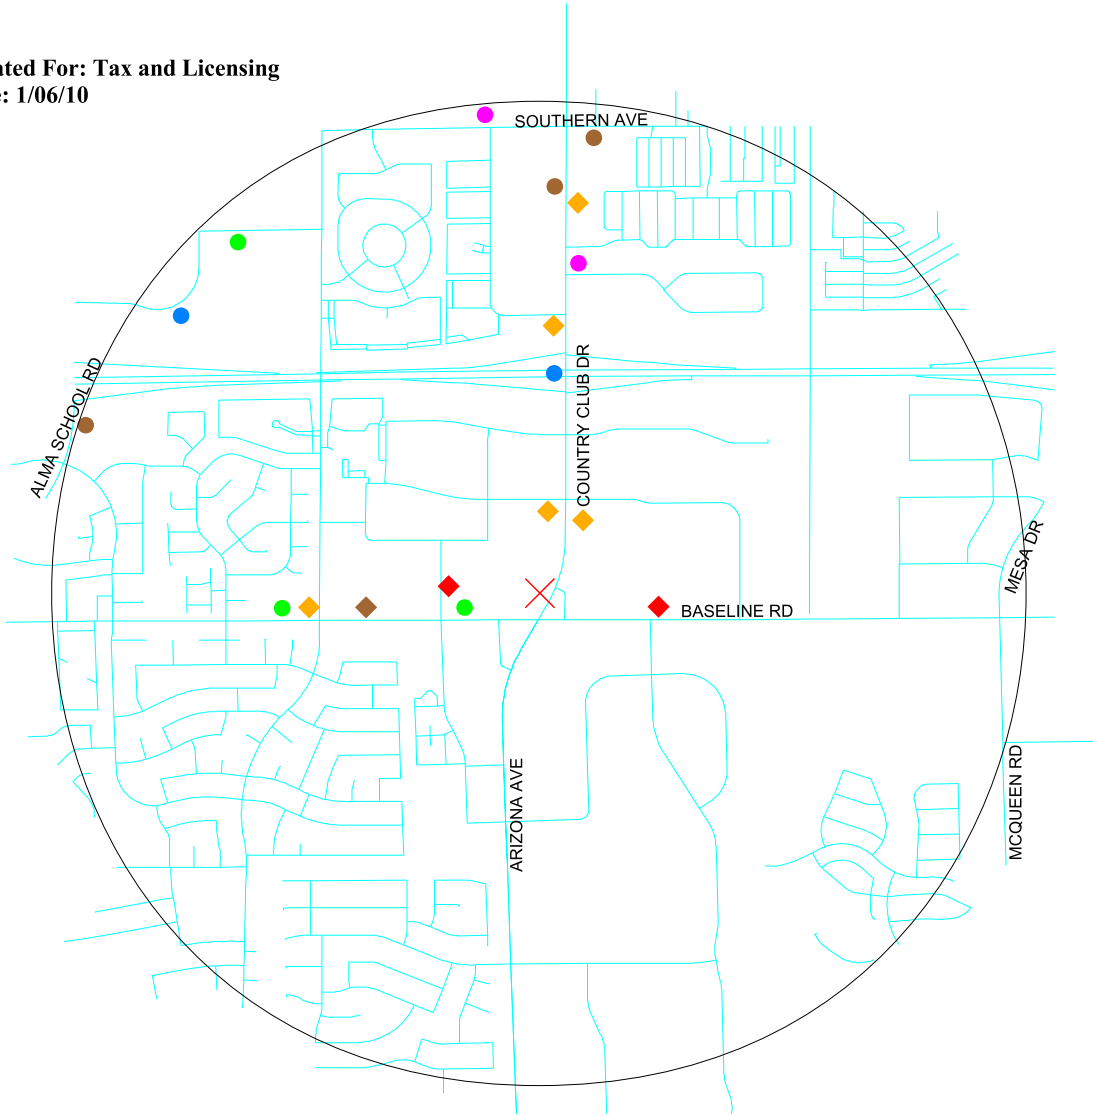 ated For: Tax and Licensing
e: 1/06/10
SOUTHERN AVE
ALMA SCHOOL RD
COUNTRY CLUB DR
MESA DR
BASELINE RD
ARIZONA AVE
MCQUEEN RD